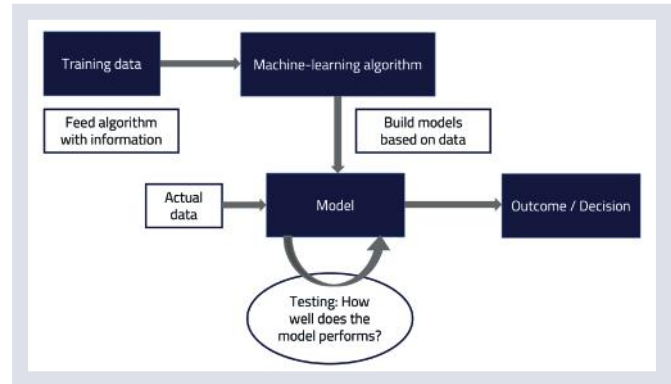 Training data
Machine-learning algorithm
Feed algorithm
with information
Build models
based on data
Actual
data
Model
Outcome / Decision
Testing: How
well does the
model performs?